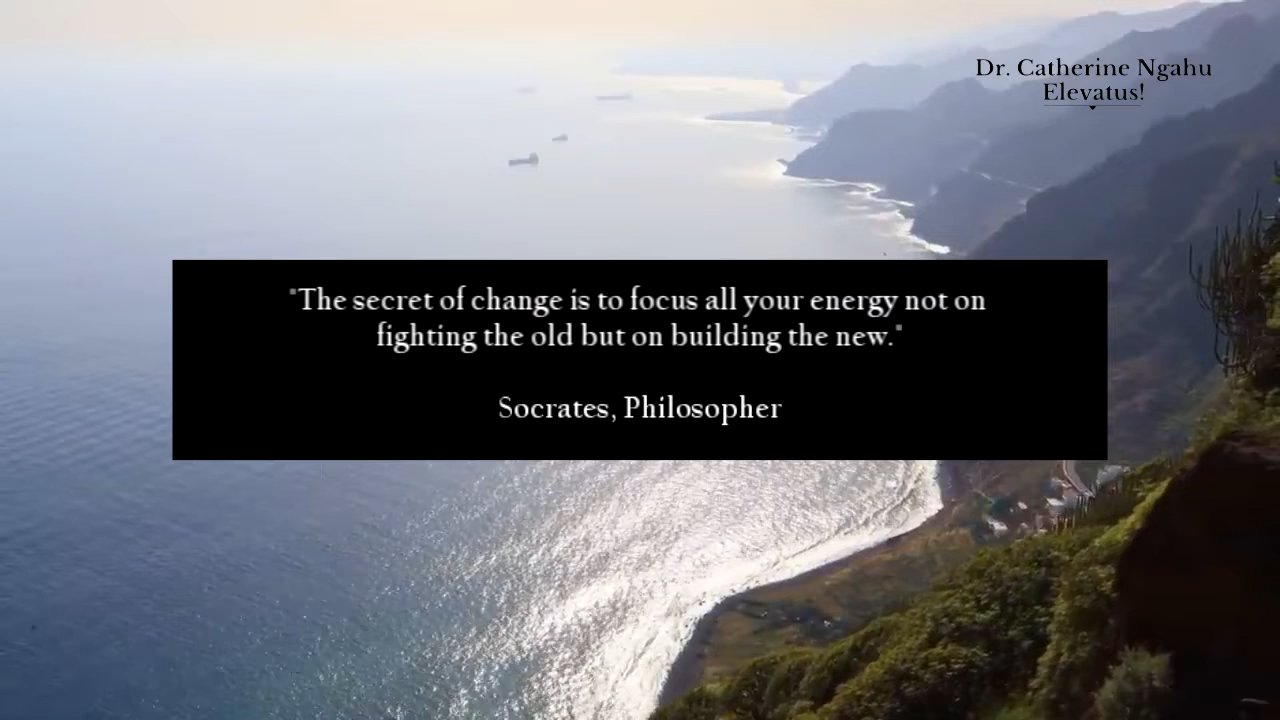 Dr. Catherine Ngahu
Elevatus!
"The secret of change is to focus all your energy not on
fighting the old but on building the new."
Socrates, Philosopher